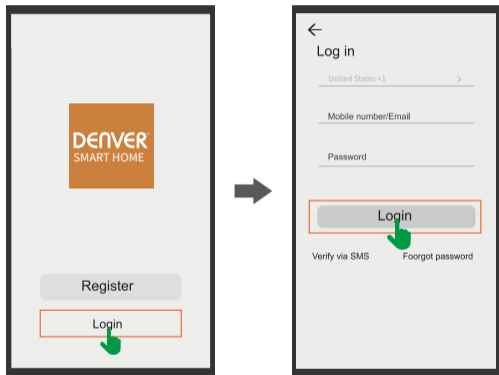 DENVER
SMART HOME
Register
Login
Log in
United States +1
Mobile number/Email
Password
Login
Verify via SMS
Foorgot password